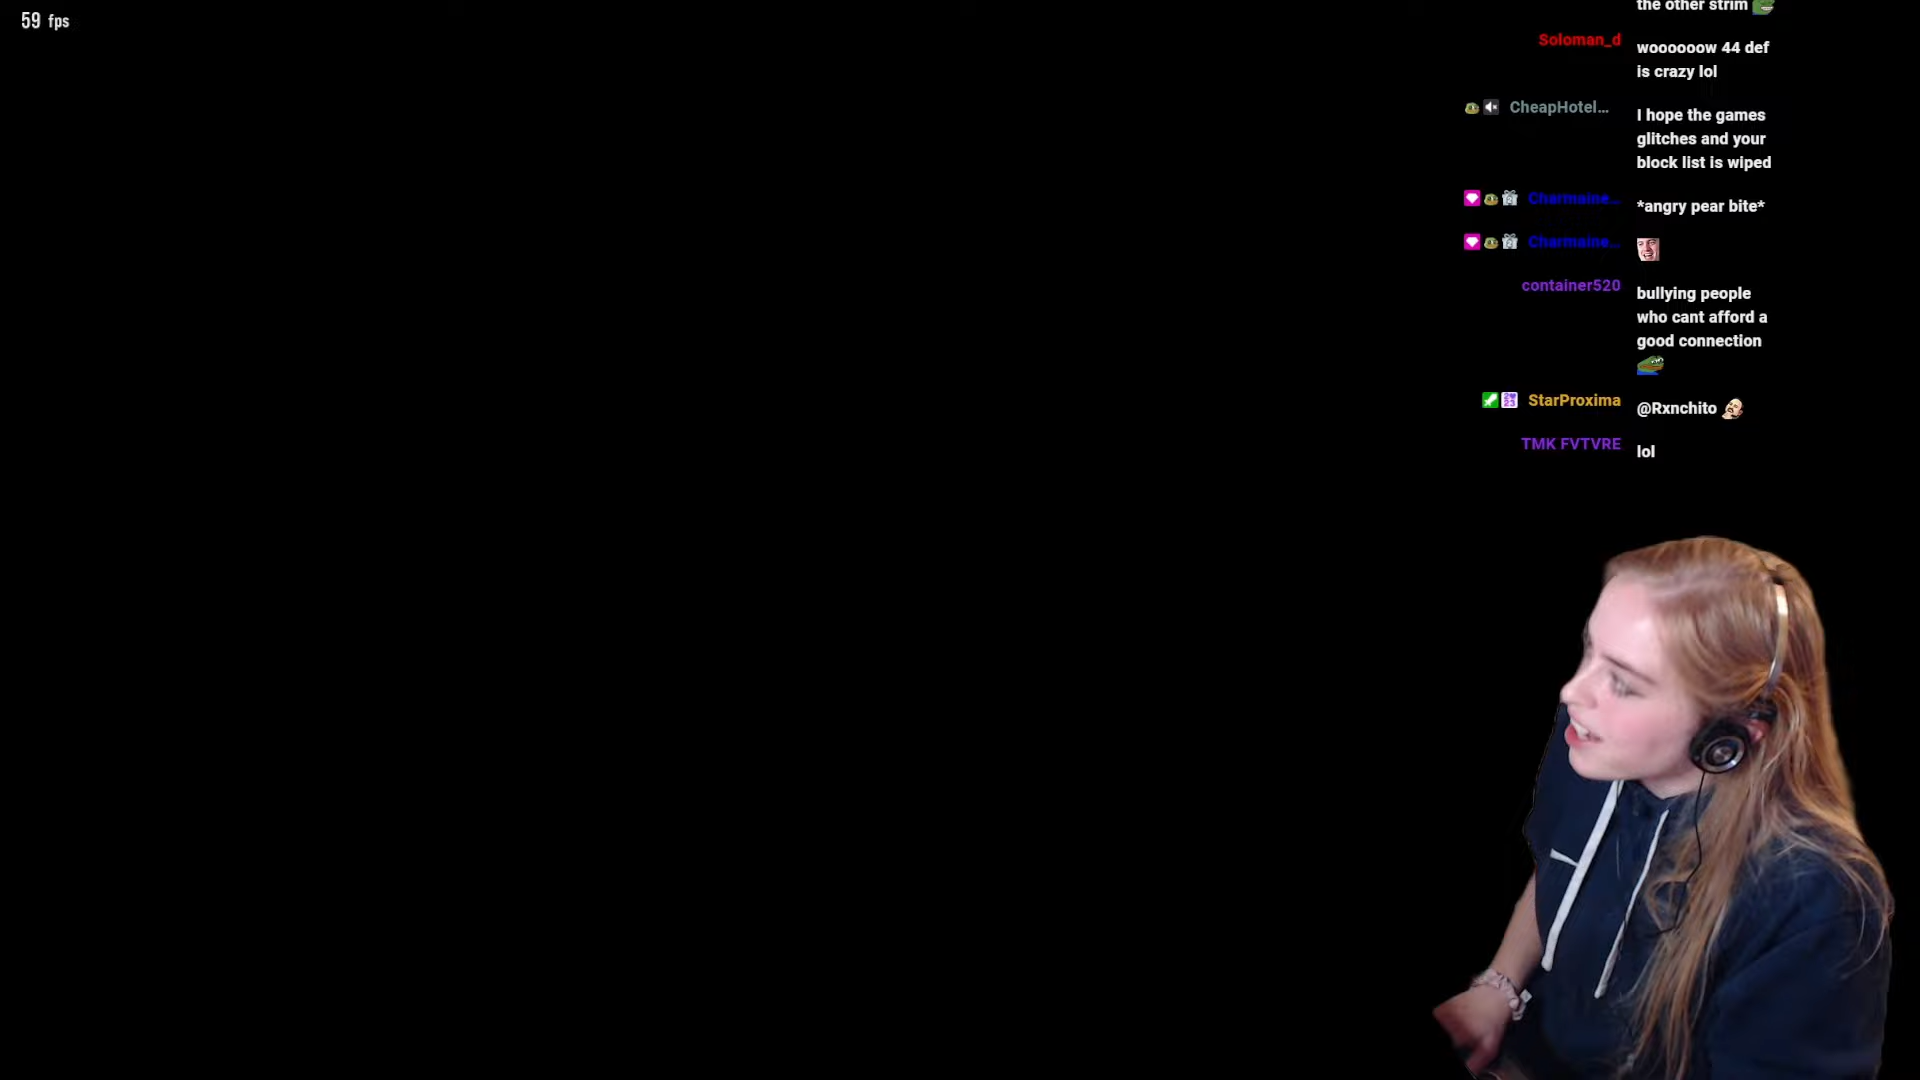 59 fps
the other strim
Soloman_d
woooooow 44 def
is crazy lol
CheapHotel...
I hope the games
glitches and your
block list is wiped
Charmaine...
*angry pear bite*
Charmaine...
container520
bullying people
who cant afford a
good connection
StarProxima
@Rxnchito
TMK FVTVRE
lol